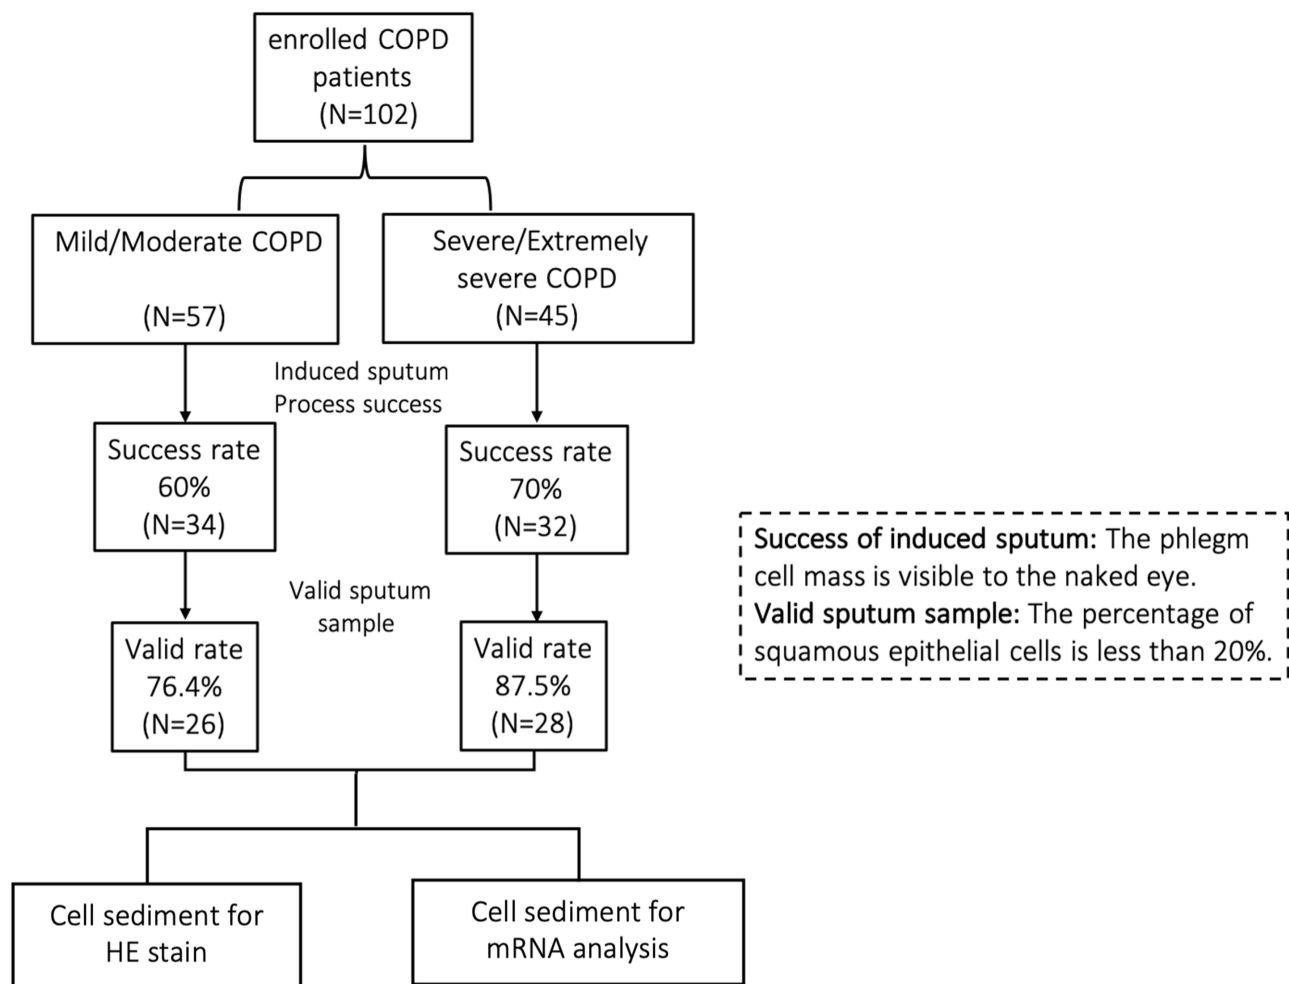 enrolled COPD
patients
(N=102)
Mild/Moderate COPD
(N=57)
Severe/Extremely
severe COPD
(N=45)
Induced sputum
Process success
Success rate
60%
(N=34)
Success rate
70%
(N=32)
Valid sputum
sample
Valid rate
76.4%
(N=26)
Valid rate
87.5%
(N=28)
Success of induced sputum: The phlegm
cell mass is visible to the naked eye.
Valid sputum sample: The percentage of
squamous epithelial cells is less than 20%.
Cell sediment for
HE stain
Cell sediment for
mRNA analysis